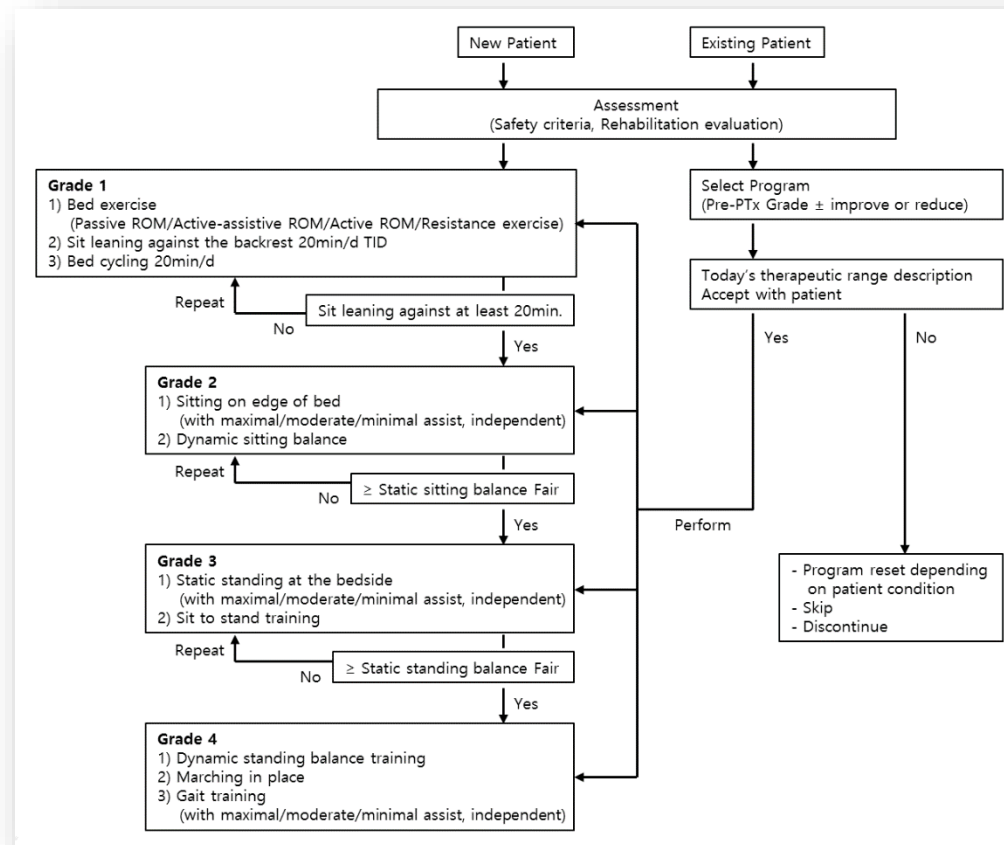 New Patient
Existing Patient
Assessment
(Safety criteria, Rehabilitation evaluation)
Grade 1
1) Bed exercise
(Passive ROM/Active-assistive ROM/Active ROM/Resistance exercise)
2) Sit leaning against the backrest 20min/d TID
3) Bed cycling 20min/d
Select Program
(Pre-PTx Grade ± improve or reduce)
Today's therapeutic range description
Accept with patient
Repeat
No
Sit leaning against at least 20min.
Yes
Yes
No
Grade 2
1) Sitting on edge of bed
(with maximal/moderate/minimal assist, independent)
2) Dynamic sitting balance
Repeat
No
≥ Static sitting balance Fair
Yes
Perform
Grade 3
1) Static standing at the bedside
(with maximal/moderate/minimal assist, independent)
2) Sit to stand training
- Program reset depending
on patient condition
- Skip
- Discontinue
Repeat
No
≥ Static standing balance Fair
Yes
Grade 4
1) Dynamic standing balance training
2) Marching in place
3) Gait training
(with maximal/moderate/minimal assist, independent)